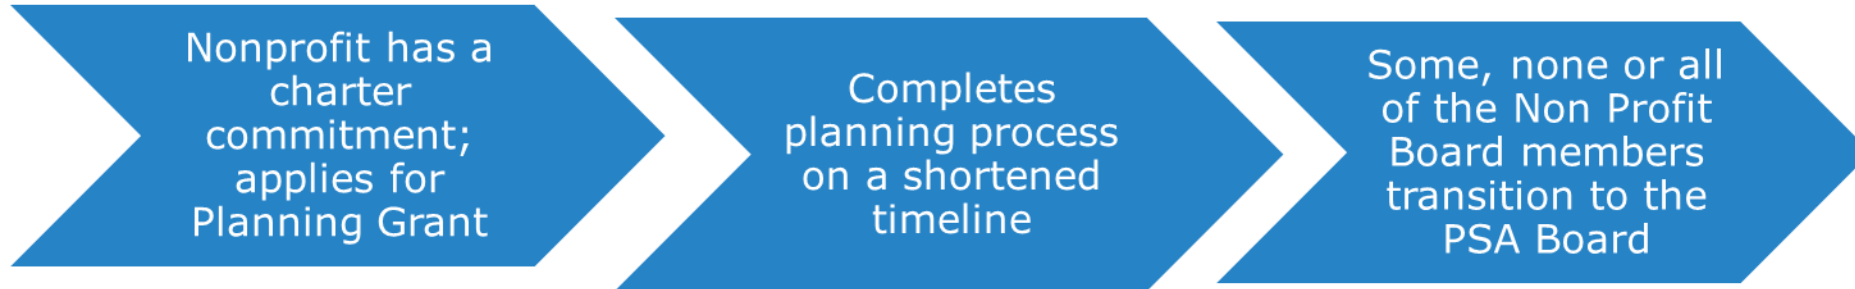 Nonprofit has a
charter
commitment;
applies for
Planning Grant
Completes
planning process
on a shortened
timeline
Some, none or all
of the Non Profit
Board members
transition to the
PSA Board